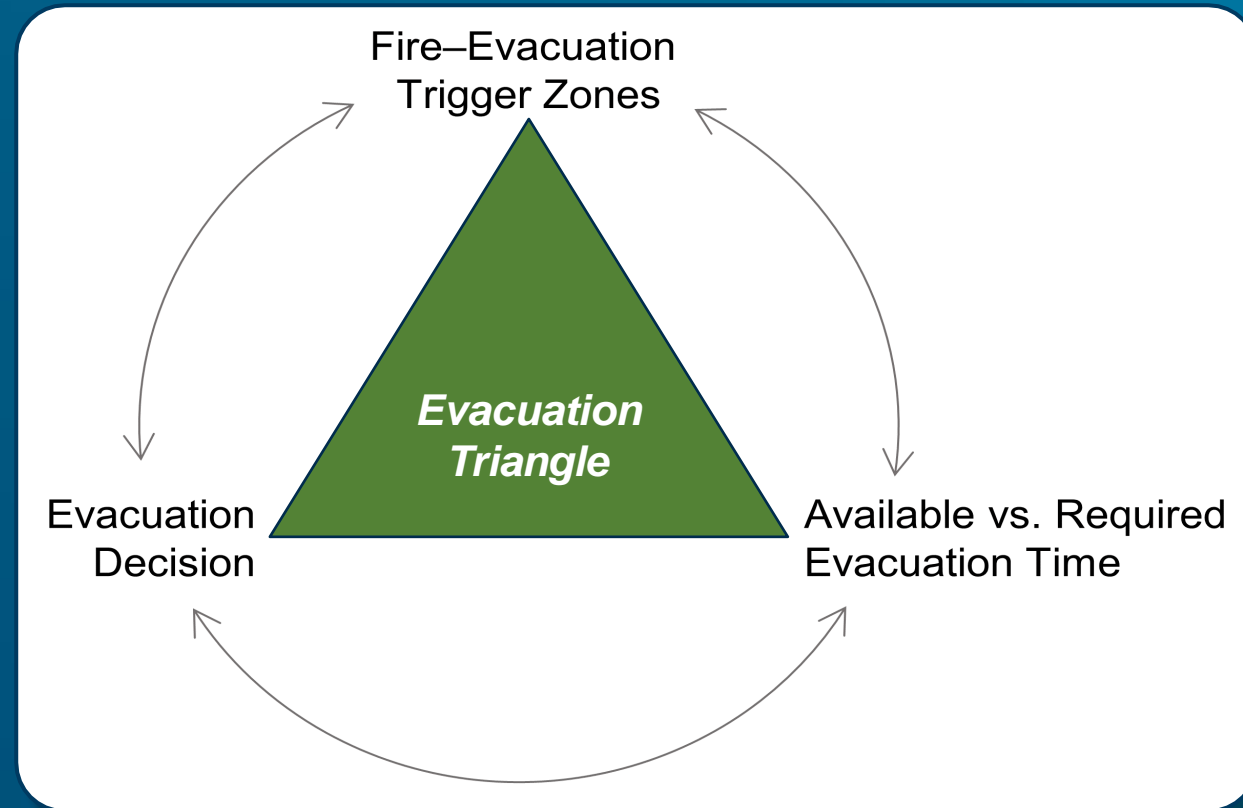 Fire–Evacuation
Trigger Zones
Evacuation
Triangle
Evacuation
Decision
Available vs. Required
Evacuation Time